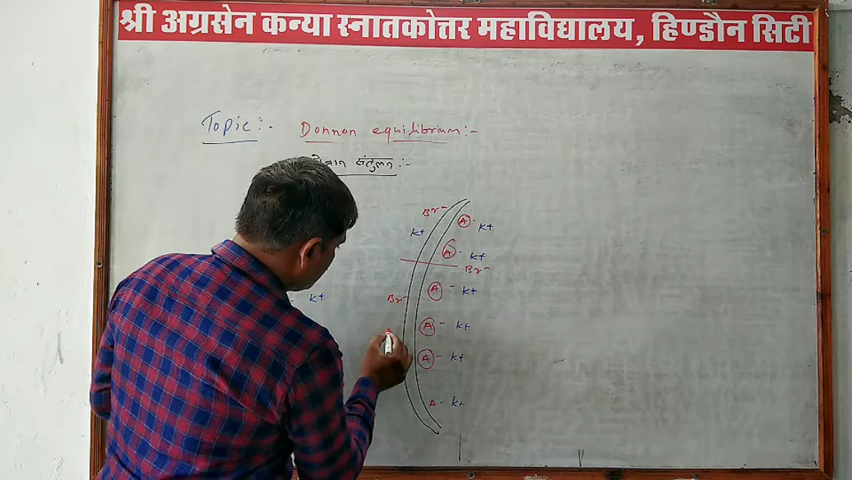 श्री अग्रसेन कन्या स्नातकोत्तर महाविद्यालय, हिण्डौन सिटी
Topic :- Donnan equilibrium :-
संतुलन :-
Br-
A - K+
K+
A - K+
Br-
K+
Br-
A - K+
A - K+
A - K+
A - K+